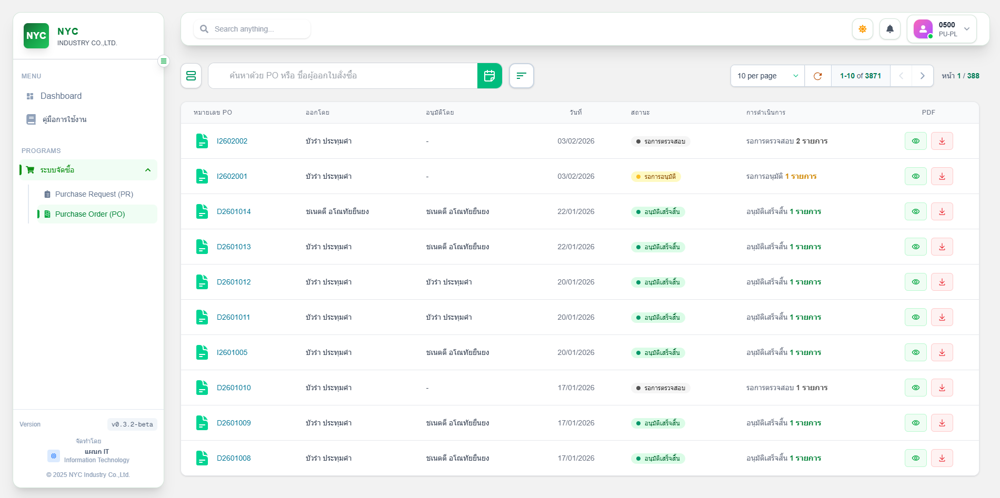 NYC
NYC
INDUSTRY CO.,LTD.
MENU
Dashboard
คู่มือการใช้งาน
PROGRAMS
ระบบจัดซื้อ
Purchase Request (PR)
Purchase Order (PO)
Version
v0.3.2-beta
จัดทำโดย
แผนก IT
Information Technology
© 2025 NYC Industry Co.,Ltd.
Search anything...
0500
PU-PL
ค้นหาด้วย PO หรือ ชื่อผู้ออกใบสั่งซื้อ
10 per page
1-10 of 3871
หน้า 1 / 388
หมายเลข PO ออกโดย อนุมัติโดย วันที่ สถานะ การดำเนินการ PDF
I2602002 บัวรำ ประทุมคำ - 03/02/2026 รอการตรวจสอบ รอการตรวจสอบ 2 รายการ
I2602001 บัวรำ ประทุมคำ - 03/02/2026 รอการอนุมัติ รอการอนุมัติ 1 รายการ
D2601014 ชเนตตี อโณทัยยืนยง ชเนตตี อโณทัยยืนยง 22/01/2026 อนุมัติเสร็จสิ้น อนุมัติเสร็จสิ้น 1 รายการ
D2601013 บัวรำ ประทุมคำ ชเนตตี อโณทัยยืนยง 22/01/2026 อนุมัติเสร็จสิ้น อนุมัติเสร็จสิ้น 1 รายการ
D2601012 บัวรำ ประทุมคำ บัวรำ ประทุมคำ 20/01/2026 อนุมัติเสร็จสิ้น อนุมัติเสร็จสิ้น 1 รายการ
D2601011 บัวรำ ประทุมคำ บัวรำ ประทุมคำ 20/01/2026 อนุมัติเสร็จสิ้น อนุมัติเสร็จสิ้น 1 รายการ
I2601005 บัวรำ ประทุมคำ ชเนตตี อโณทัยยืนยง 20/01/2026 อนุมัติเสร็จสิ้น อนุมัติเสร็จสิ้น 1 รายการ
D2601010 บัวรำ ประทุมคำ - 17/01/2026 รอการตรวจสอบ รอการตรวจสอบ 1 รายการ
D2601009 บัวรำ ประทุมคำ ชเนตตี อโณทัยยืนยง 17/01/2026 อนุมัติเสร็จสิ้น อนุมัติเสร็จสิ้น 1 รายการ
D2601008 บัวรำ ประทุมคำ ชเนตตี อโณทัยยืนยง 17/01/2026 อนุมัติเสร็จสิ้น อนุมัติเสร็จสิ้น 1 รายการ